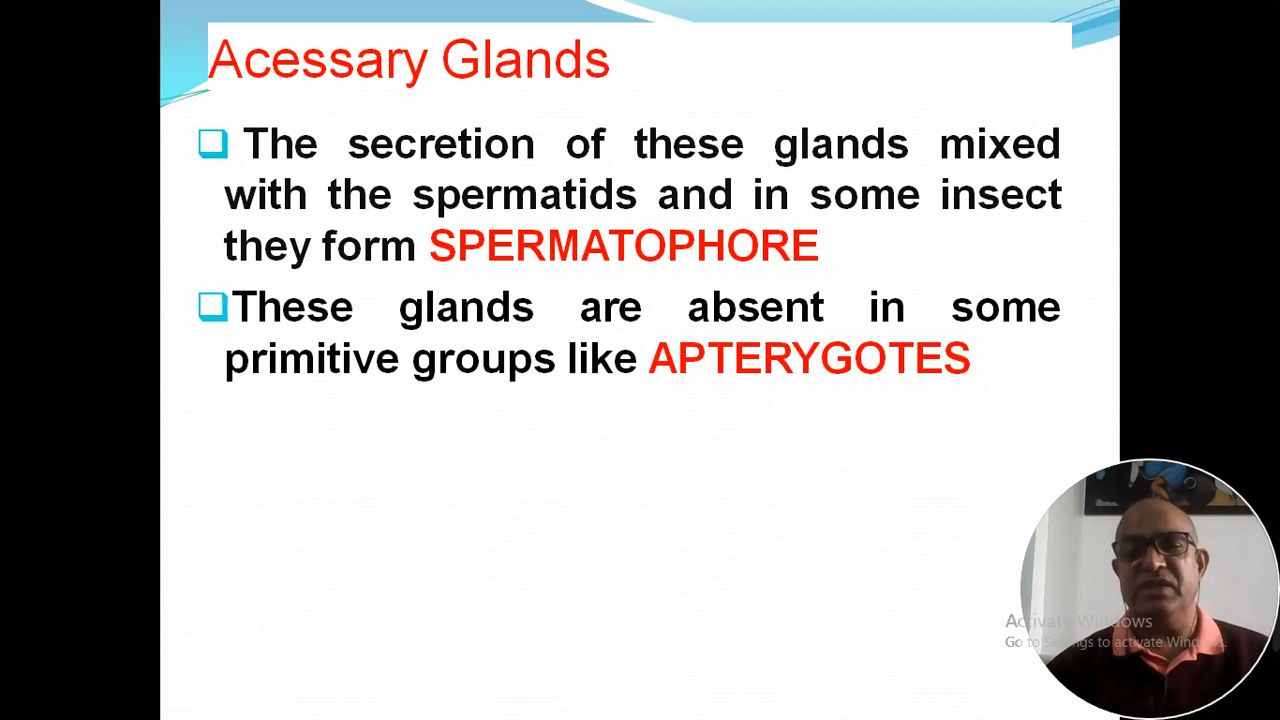 Acessary Glands
The secretion of these glands mixed
with the spermatids and in some insect
they form SPERMATOPHORE
These glands are absent in some
primitive groups like APTERYGOTES
Activate Windows
Go to Settings to activate Windows.